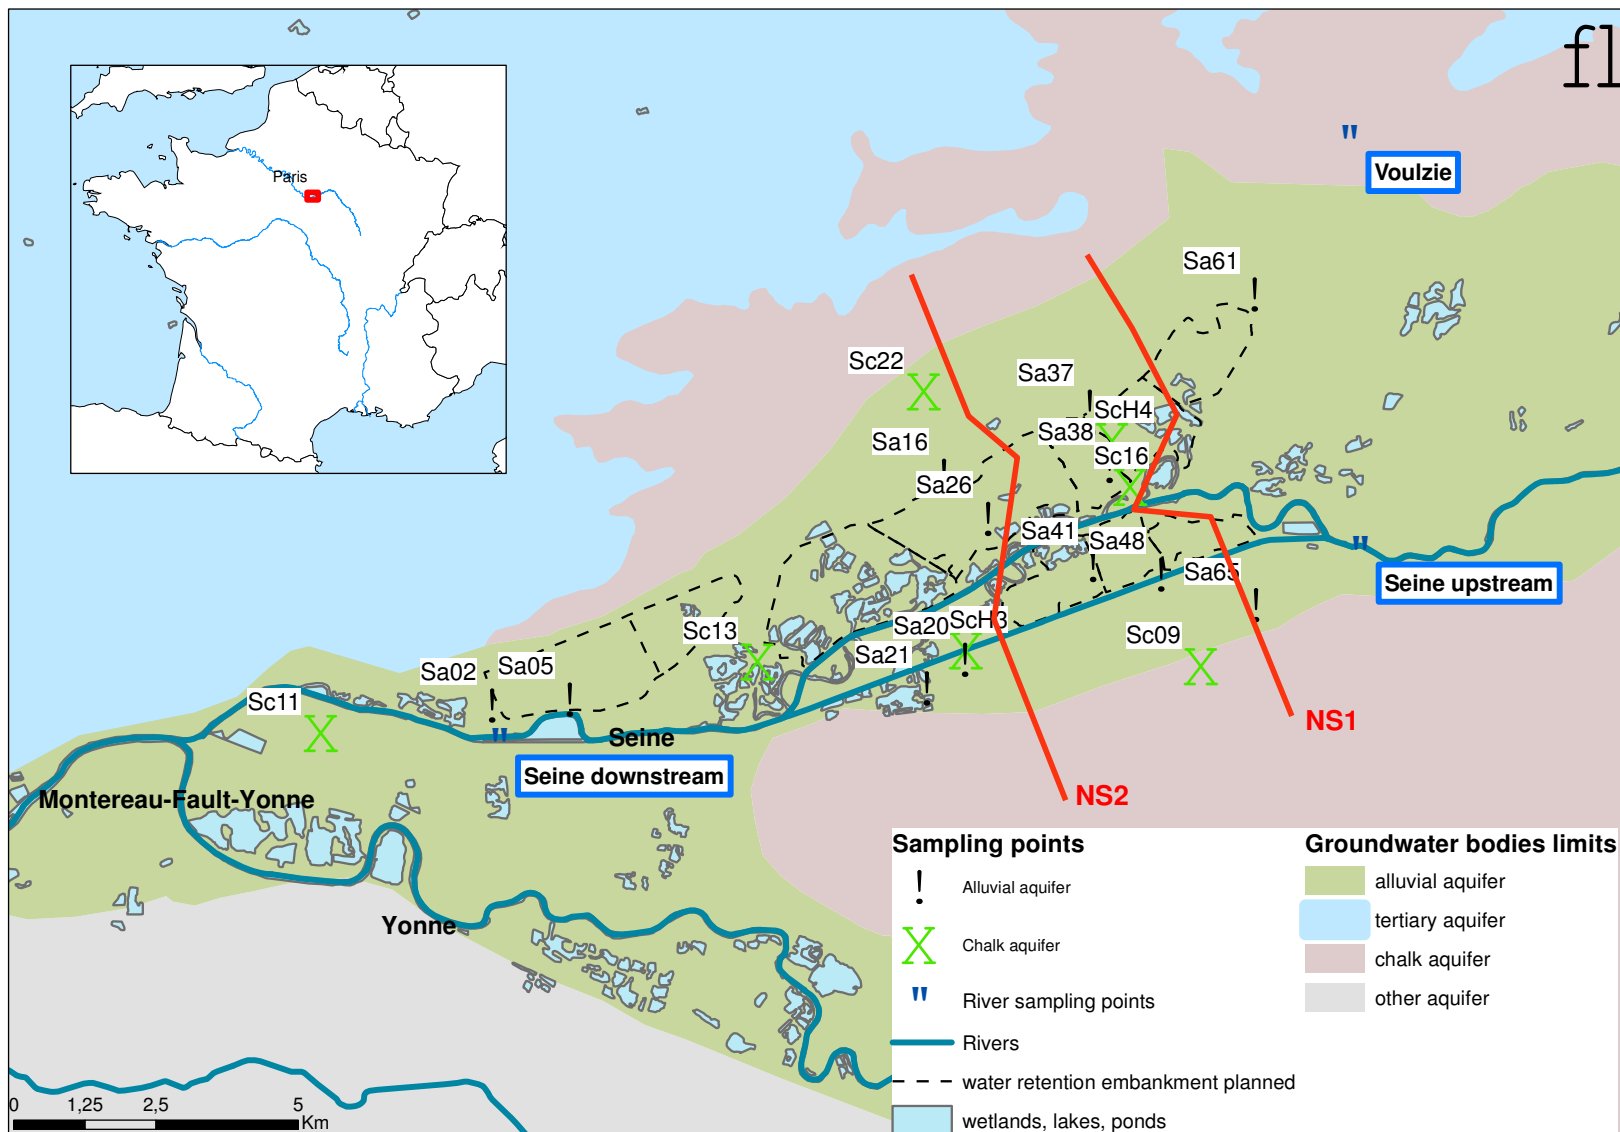 fl
Paris
Voulzie
Sa61
Sc22
Sa37
ScH4
Sa16
Sa38
Sc16
Sa26
Sa41
Sa48
Sa65
Seine upstream
Sc13
Sa20
ScH3
Sc09
Sa21
Sa02
Sa05
Sc11
NS1
Seine
Seine downstream
NS2
Montereau-Fault-Yonne
Yonne
Sampling points
Alluvial aquifer
Chalk aquifer
River sampling points
Rivers
water retention embankment planned
wetlands, lakes, ponds
Groundwater bodies limits
alluvial aquifer
tertiary aquifer
chalk aquifer
other aquifer
0 1,25 2,5 5
Km